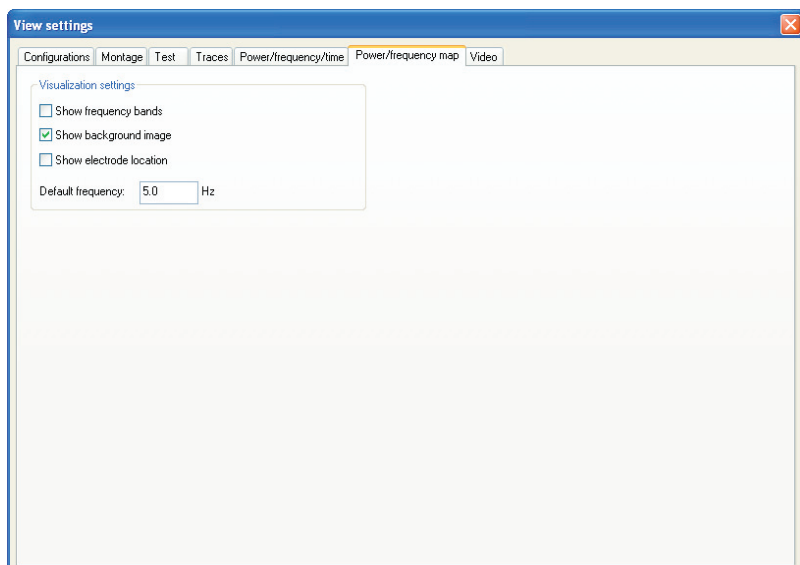 View settings
Configurations Montage Test Traces Power/frequency/time Power/frequency map Video
Visualization settings
Show frequency bands
Show background image
Show electrode location
Default frequency: 5.0 Hz